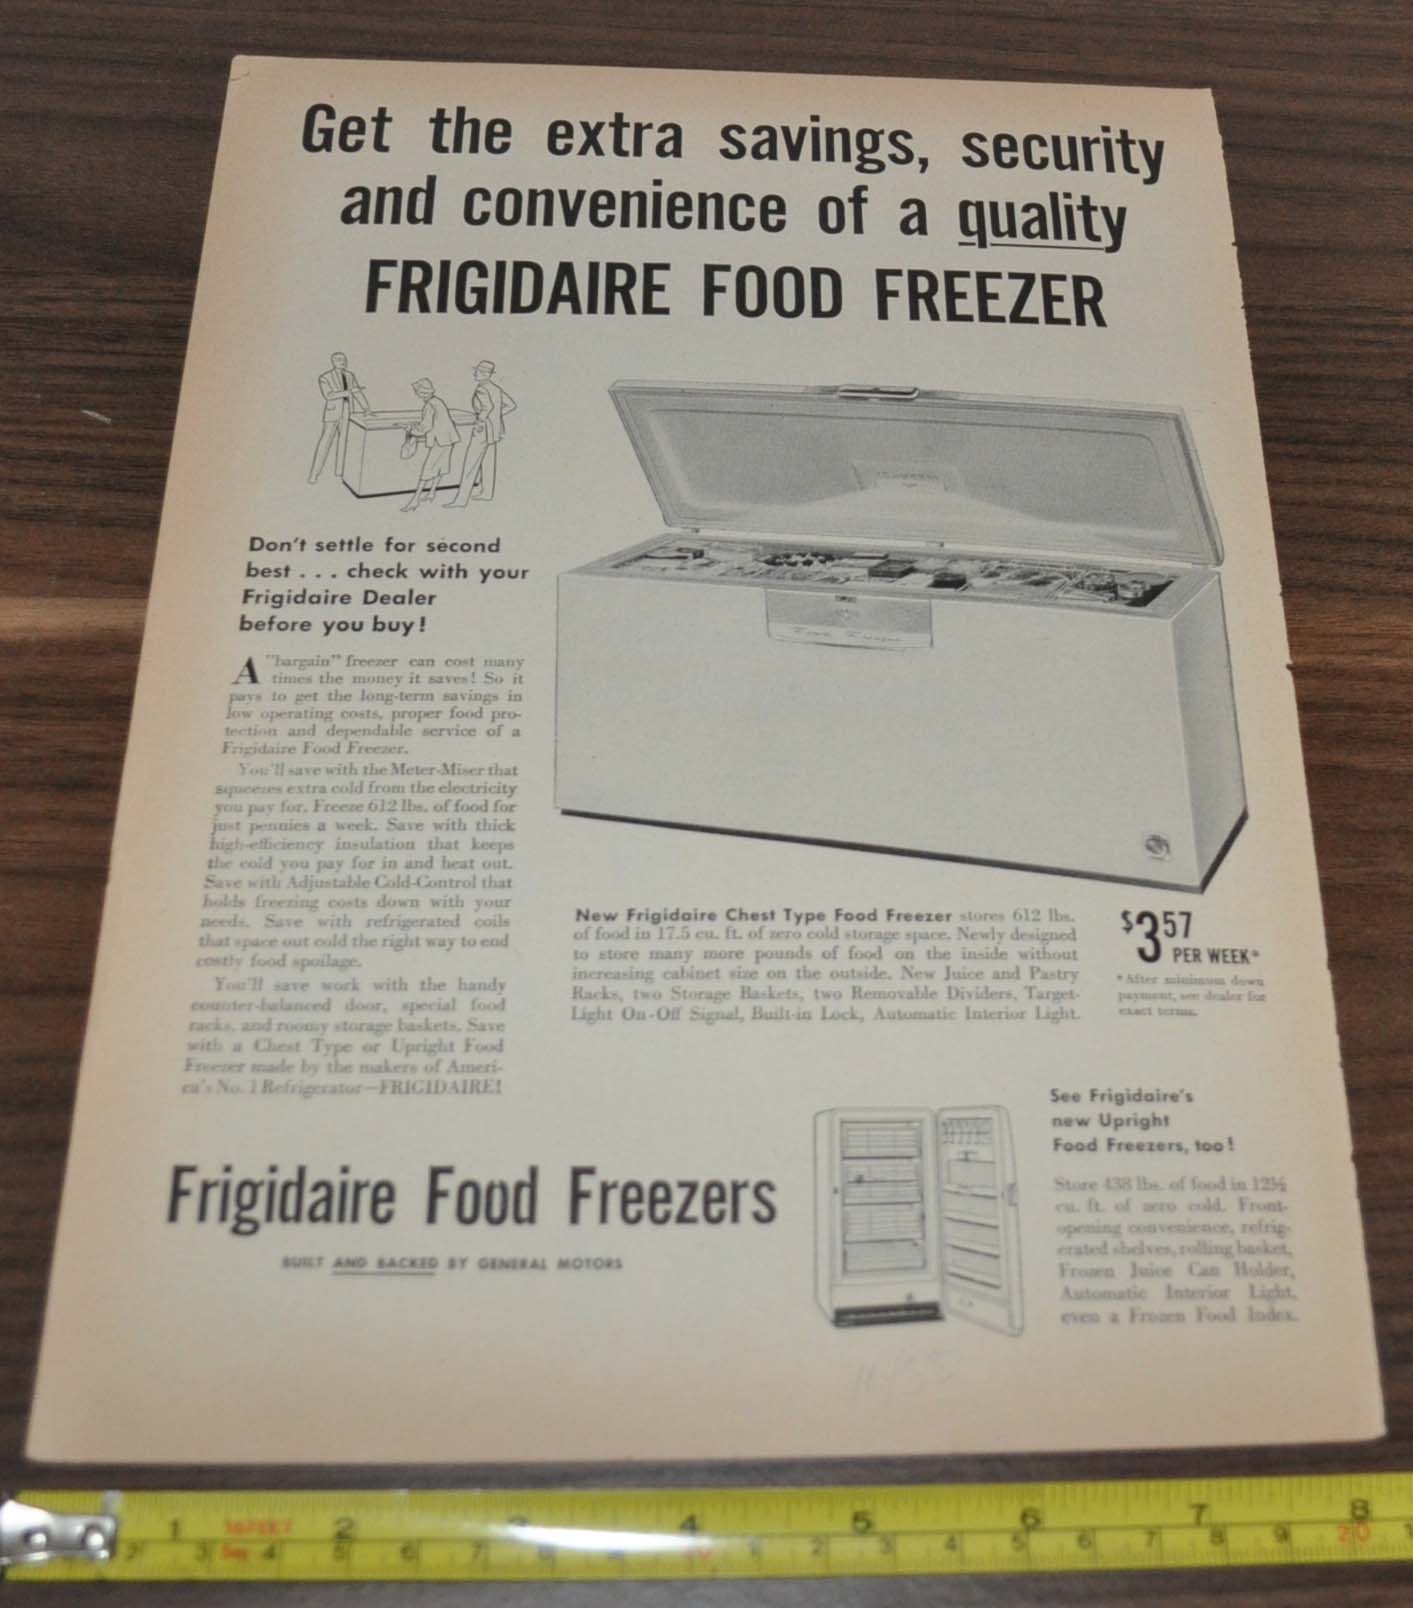 Get the extra savings, security
and convenience of a quality
FRIGIDAIRE FOOD FREEZER
Don't settle for second
best . . . check with your
Frigidaire Dealer
before you buy!
A "bargain" freezer can cost many
times the money it saves! So it
pays to get the long-term savings in
low operating costs, proper food pro-
tection and dependable service of a
Frigidaire Food Freezer.
You'll save with the Meter-Miser that
squeezes extra cold from the electricity
you pay for. Freeze 612 lbs. of food for
just pennies a week. Save with thick
high-efficiency insulation that keeps
the cold you pay for in and heat out.
Save with Adjustable Cold-Control that
holds freezing costs down with your
needs. Save with refrigerated coils
that space out cold the right way to end
costly food spoilage.
You'll save work with the handy
counter-balanced door, special food
racks, and roomy storage baskets. Save
with a Chest Type or Upright Food
Freezer made by the makers of Ameri-
ca's No. 1 Refrigerator—FRIGIDAIRE!
New Frigidaire Chest Type Food Freezer stores 612 lbs.
of food in 17.5 cu. ft. of zero cold storage space. Newly designed
to store many more pounds of food on the inside without
increasing cabinet size on the outside. New Juice and Pastry
Racks, two Storage Baskets, two Removable Dividers, Target-
Light On-Off Signal, Built-in Lock, Automatic Interior Light.
$3 57
PER WEEK*
*After minimum down
payment, see dealer for
exact terms.
See Frigidaire's
new Upright
Food Freezers, too!
Store 438 lbs. of food in 12½
cu. ft. of zero cold. Front-
opening convenience, refrig-
erated shelves, rolling basket,
Frozen Juice Can Holder,
Automatic Interior Light,
even a Frozen Food Index.
Frigidaire Food Freezers
BUILT AND BACKED BY GENERAL MOTORS
1 16FEET 2 3 4 5 6 7 8
5m 4 5 6 7 2 3 4 5 6 7 8 9 20